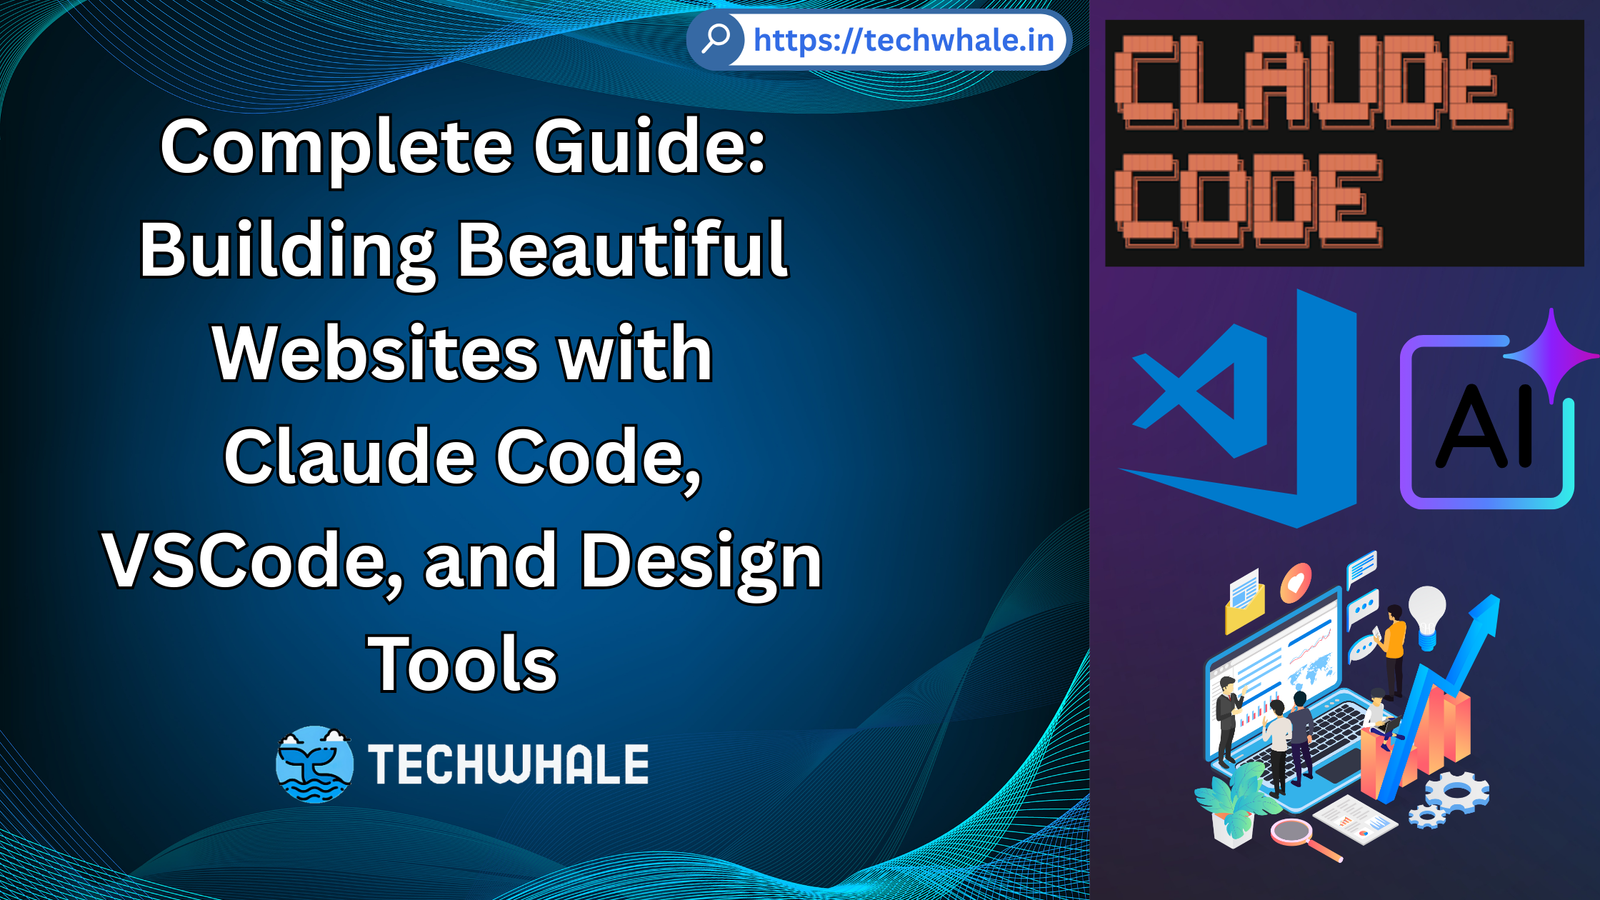 https://techwhale.in
Complete Guide:
Building Beautiful
Websites with
Claude Code,
VSCode, and Design
Tools
TECHWHALE
CLAUDE
CODE
AI